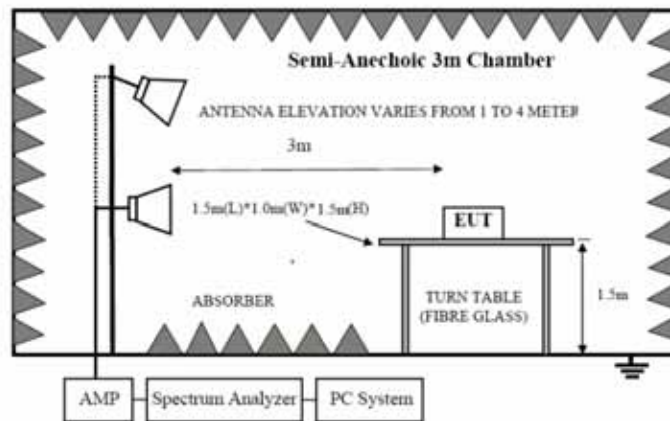 Semi-Anechoic 3m Chamber
ANTENNA ELEVATION VARIES FROM 1 TO 4 METER
3m
1.5m(L)*1.0m(W)*1.5m(H)
EUT
ABSORBER
TURN TABLE
(FIBRE GLASS)
1.5m
AMP
Spectrum Analyzer
PC System